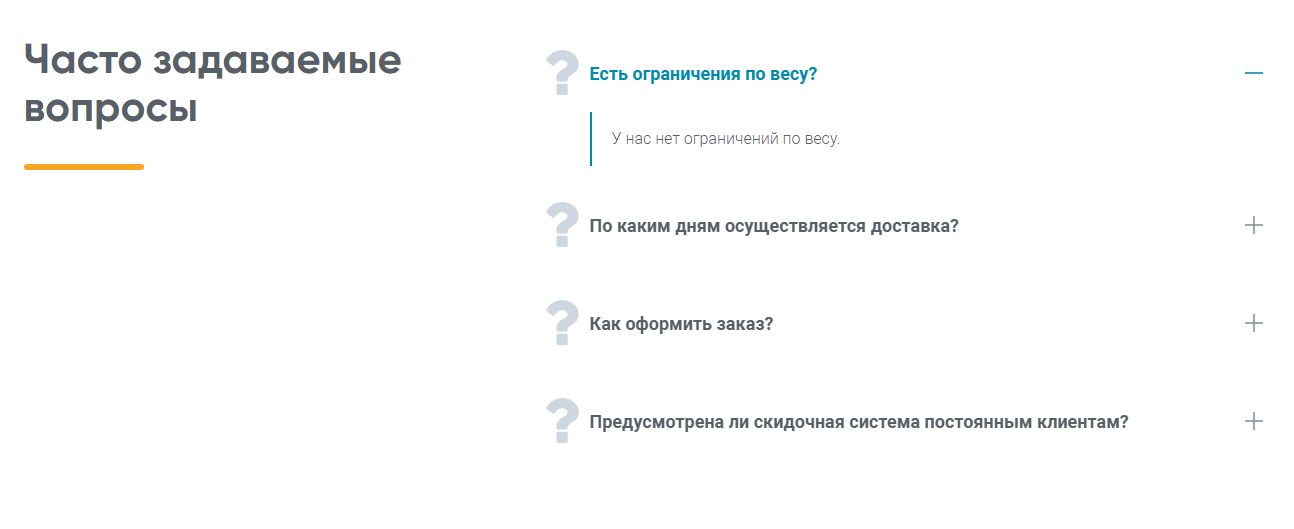 Часто задаваемые
вопросы
Есть ограничения по весу?
У нас нет ограничений по весу.
По каким дням осуществляется доставка?
Как оформить заказ?
Предусмотрена ли скидочная система постоянным клиентам?